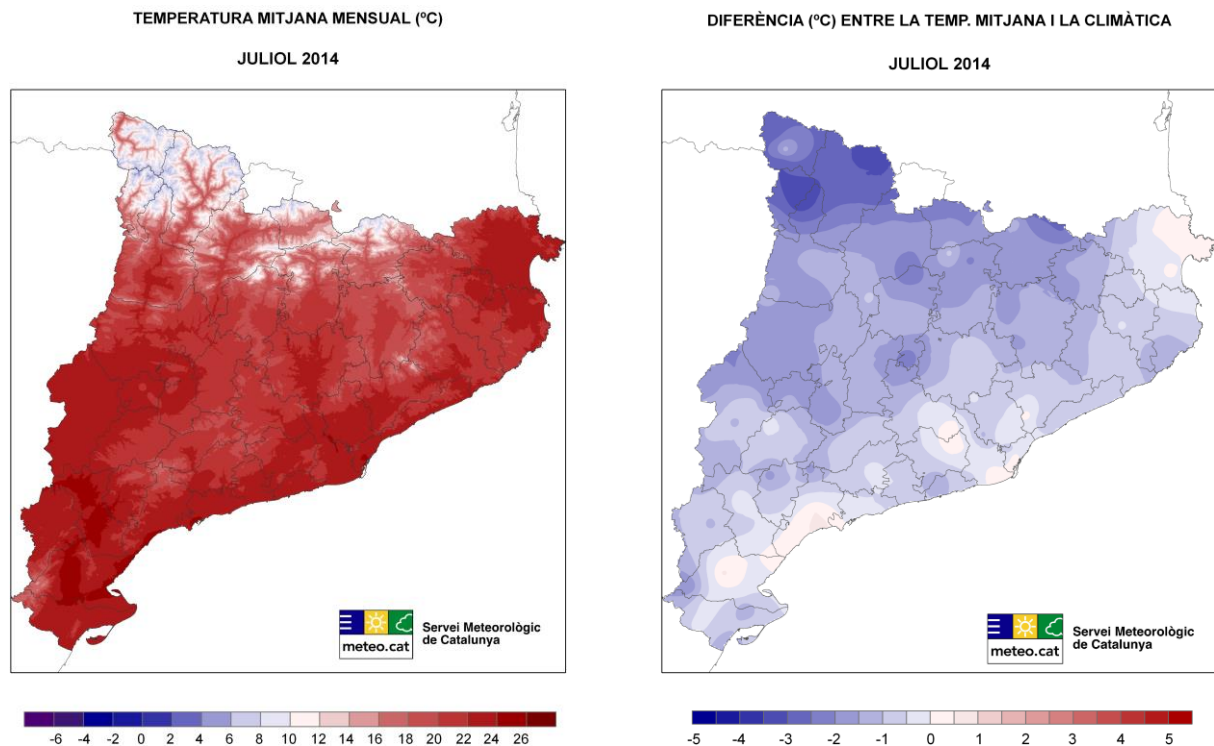 TEMPERATURA MITJANA MENSUAL (ºC)
JULIOL 2014
Servei Meteorològic
de Catalunya
meteo.cat
-6 -4 -2 0 2 4 6 8 10 12 14 16 18 20 22 24 26
DIFERÈNCIA (ºC) ENTRE LA TEMP. MITJANA I LA CLIMÀTICA
JULIOL 2014
Servei Meteorològic
de Catalunya
meteo.cat
-5 -4 -3 -2 -1 0 1 2 3 4 5